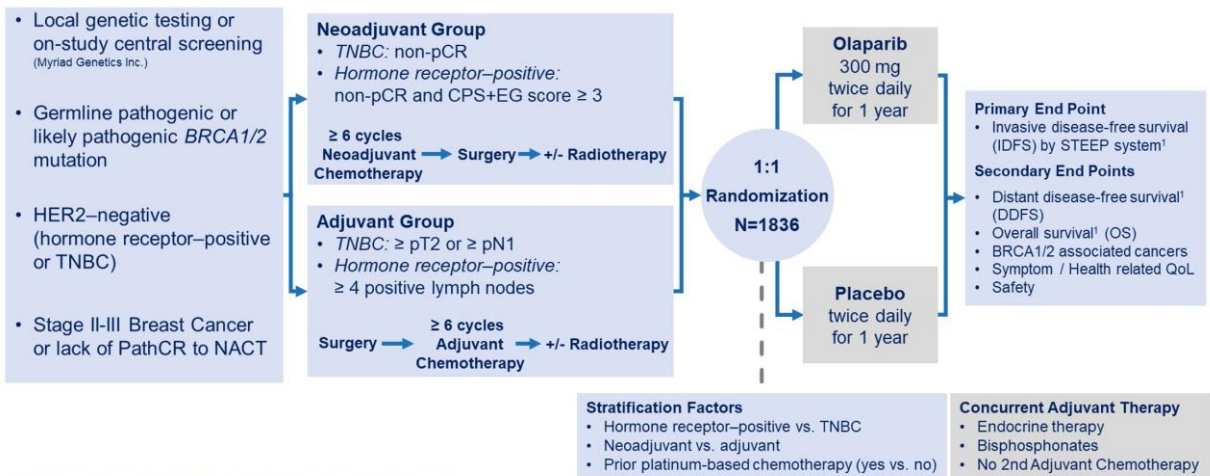 • Local genetic testing or
on-study central screening
(Myriad Genetics Inc.)
• Germline pathogenic or
likely pathogenic BRCA1/2
mutation
• HER2–negative
(hormone receptor–positive
or TNBC)
• Stage II-III Breast Cancer
or lack of PathCR to NACT
Neoadjuvant Group
• TNBC: non-pCR
• Hormone receptor–positive:
non-pCR and CPS+EG score ≥ 3
≥ 6 cycles
Neoadjuvant
Chemotherapy
Surgery
+/- Radiotherapy
Adjuvant Group
• TNBC: ≥ pT2 or ≥ pN1
• Hormone receptor–positive:
≥ 4 positive lymph nodes
Surgery
≥ 6 cycles
Adjuvant
Chemotherapy
+/- Radiotherapy
1:1
Randomization
N=1836
Olaparib
300 mg
twice daily
for 1 year
Placebo
twice daily
for 1 year
Primary End Point
• Invasive disease-free survival
(IDFS) by STEEP system¹
Secondary End Points
• Distant disease-free survival¹
(DDFS)
• Overall survival¹ (OS)
• BRCA1/2 associated cancers
• Symptom / Health related QoL
• Safety
Stratification Factors
• Hormone receptor–positive vs. TNBC
• Neoadjuvant vs. adjuvant
• Prior platinum-based chemotherapy (yes vs. no)
Concurrent Adjuvant Therapy
• Endocrine therapy
• Bisphosphonates
• No 2nd Adjuvant Chemotherapy